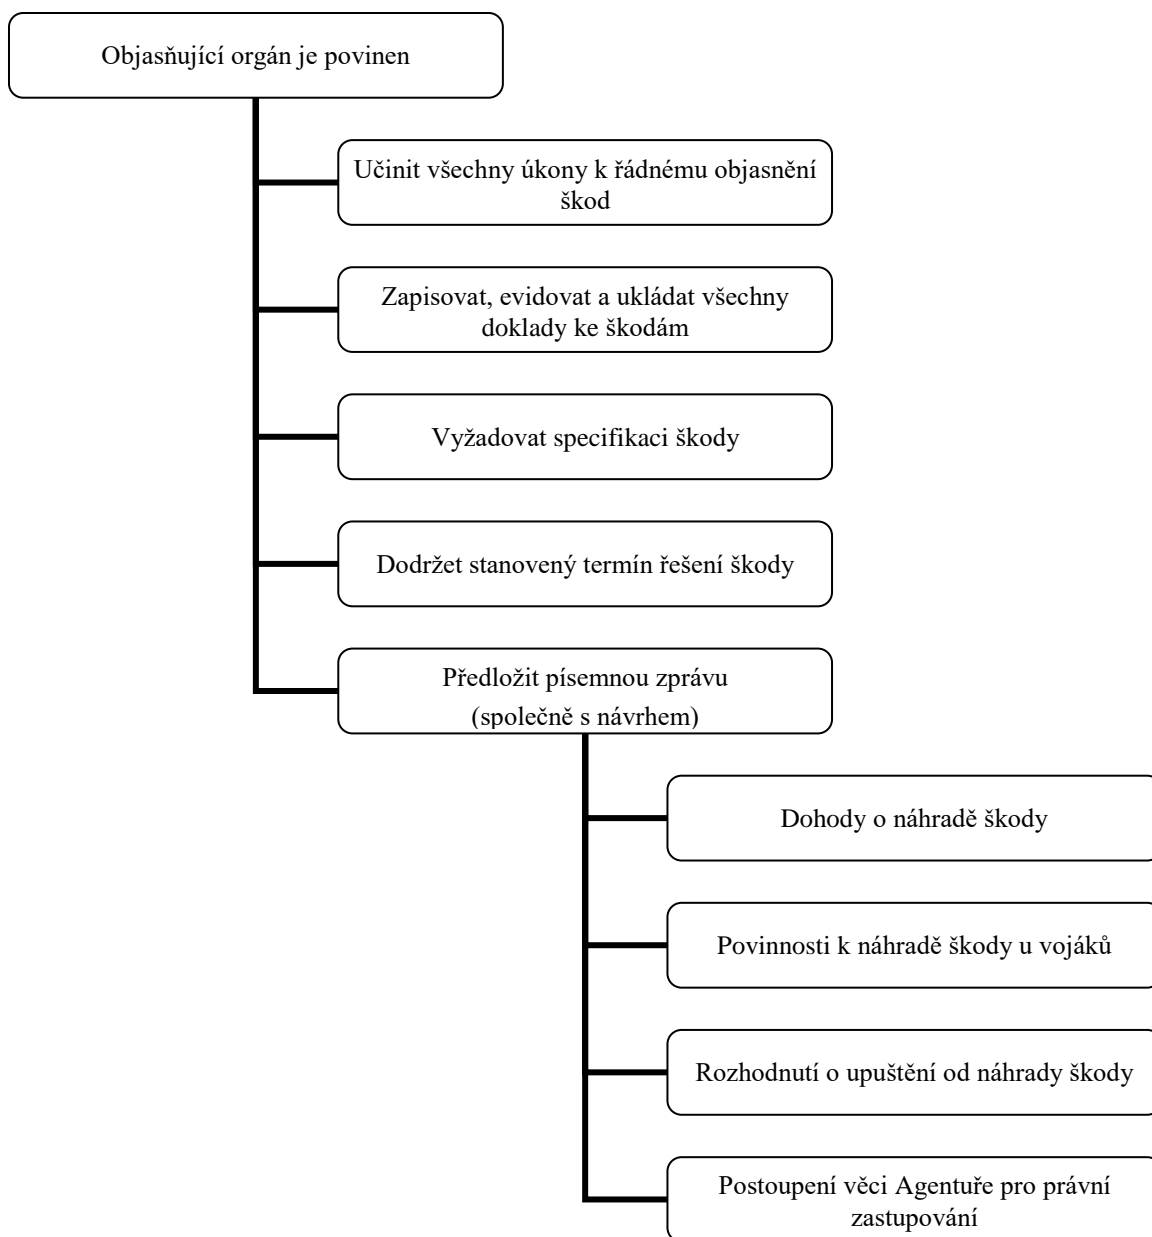 Objasňující orgán je povinen
Učinit všechny úkony k řádnému objasnění
škod
Zapisovat, evidovat a ukládat všechny
doklady ke škodám
Vyžadovat specifikaci škody
Dodržet stanovený termín řešení škody
Předložit písemnou zprávu
(společně s návrhem)
Dohody o náhradě škody
Povinnosti k náhradě škody u vojáků
Rozhodnutí o upuštění od náhrady škody
Postoupení věci Agentuře pro právní
zastupování